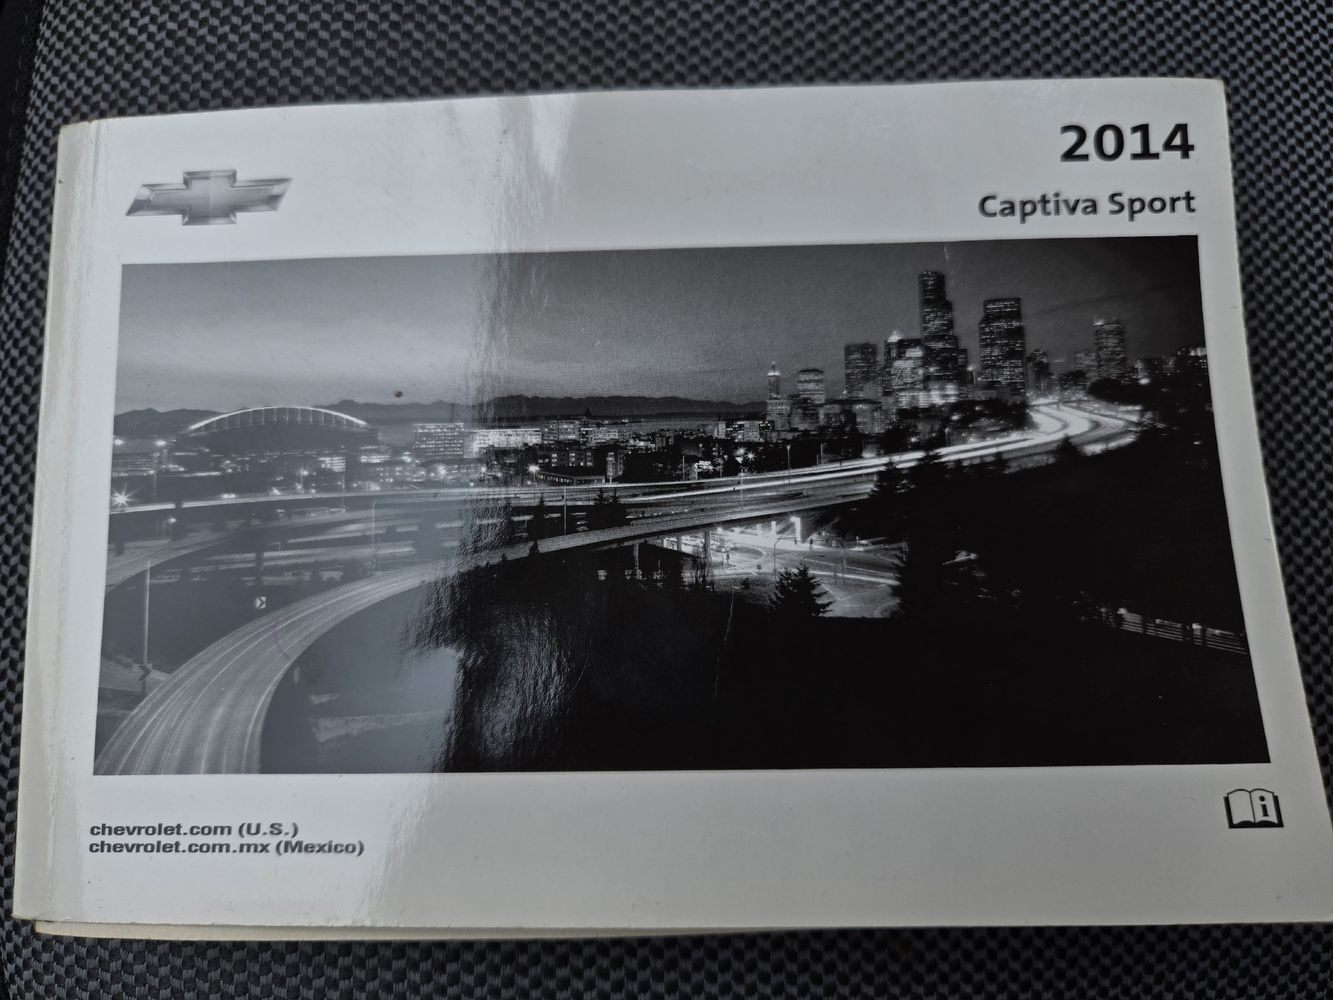 2014
Captiva Sport
chevrolet.com (U.S.)
chevrolet.com.mx (Mexico)
i